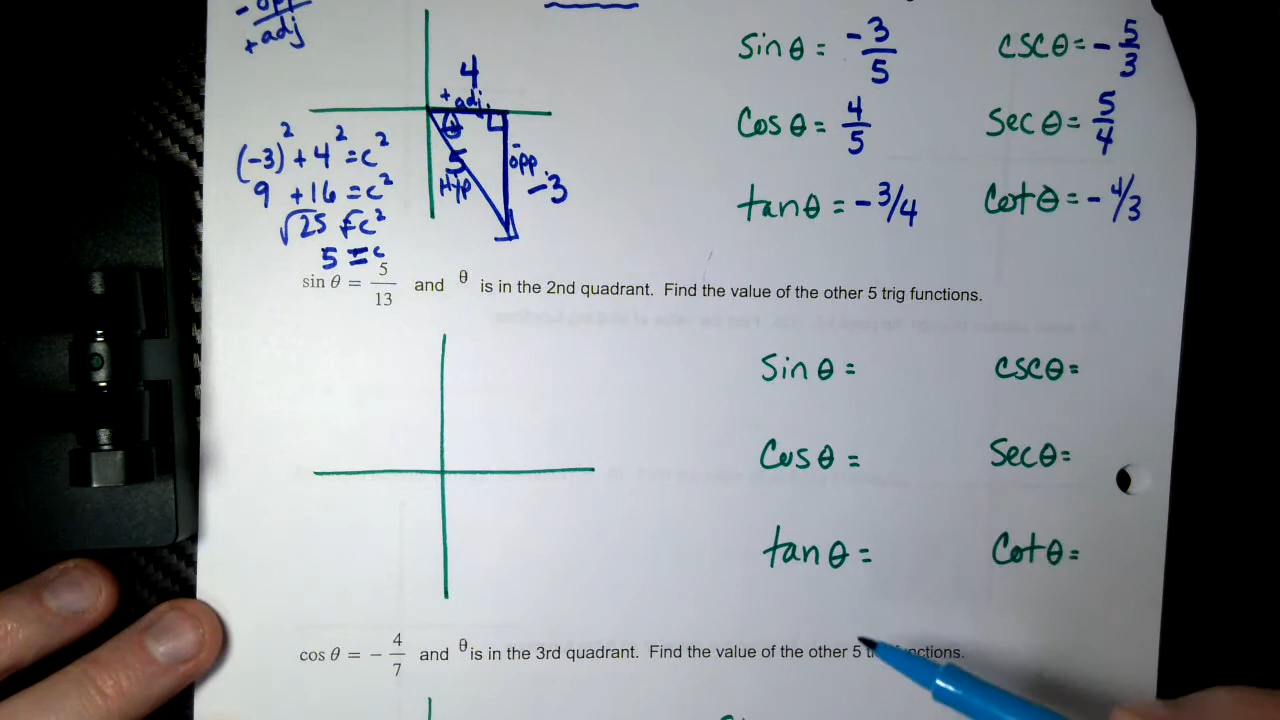 - opp
+ adj
sin θ = -3/5
csc θ = - 5/3
4
+ adj.
θ
cos θ = 4/5
sec θ = 5/4
5
Hyp
- opp.
-3
(-3)² + 4² = c²
9 + 16 = c²
√25 = √c²
5 = c
tan θ = - 3/4
cot θ = - 4/3
sin θ = 5/13 and θ is in the 2nd quadrant. Find the value of the other 5 trig functions.
sin θ =
csc θ =
cos θ =
sec θ =
tan θ =
cot θ =
cos θ = - 4/7 and θ is in the 3rd quadrant. Find the value of the other 5 functions.